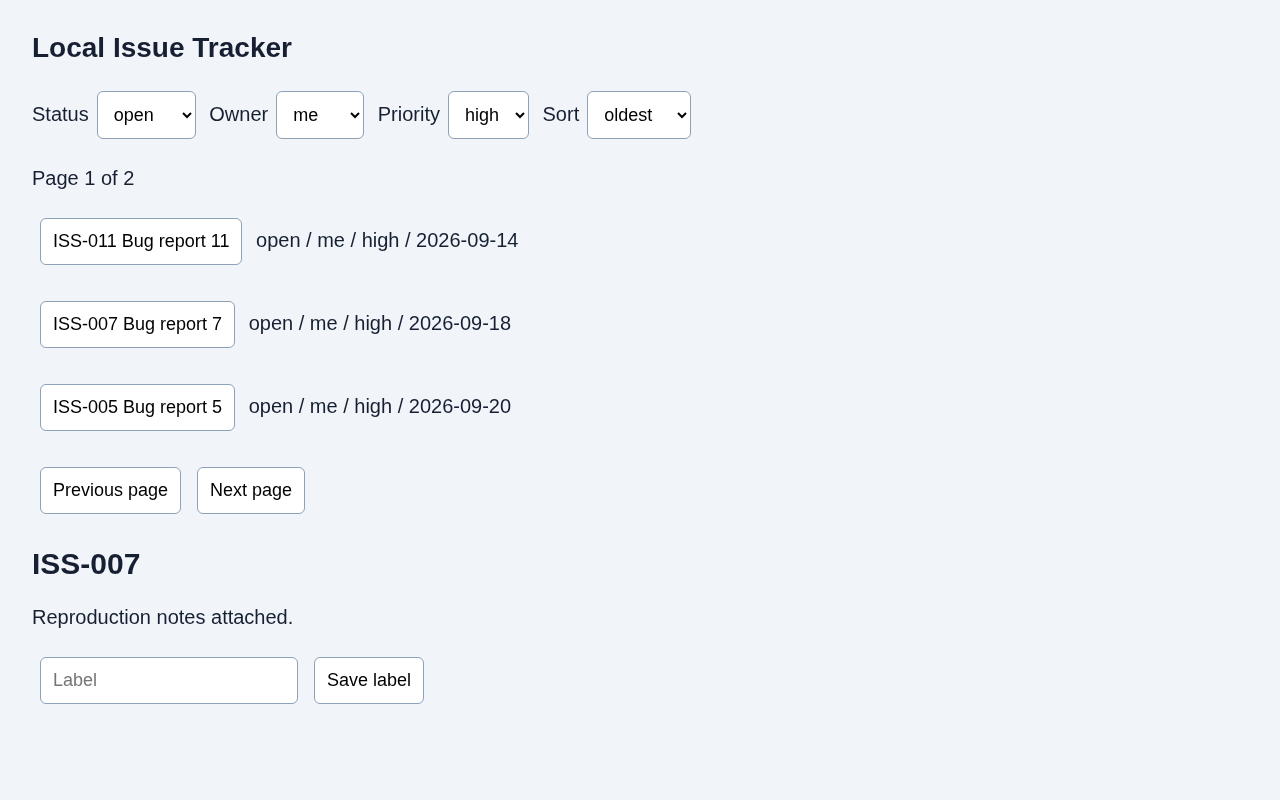 Local Issue Tracker
Status open Owner me Priority high Sort oldest
Page 1 of 2
ISS-011 Bug report 11 open / me / high / 2026-09-14
ISS-007 Bug report 7 open / me / high / 2026-09-18
ISS-005 Bug report 5 open / me / high / 2026-09-20
Previous page Next page
ISS-007
Reproduction notes attached.
Label Save label